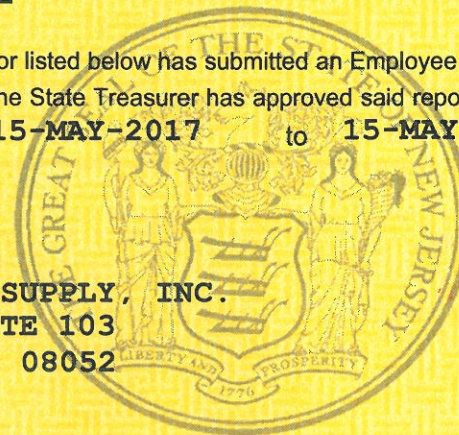 or listed below has submitted an Employee
he State Treasurer has approved said repo
15-MAY-2017 to 15-MAY
SUPPLY, INC.
TE 103
08052
THE GREAT SEAL OF THE STATE OF NEW JERSEY
LIBERTY AND PROSPERITY
1776